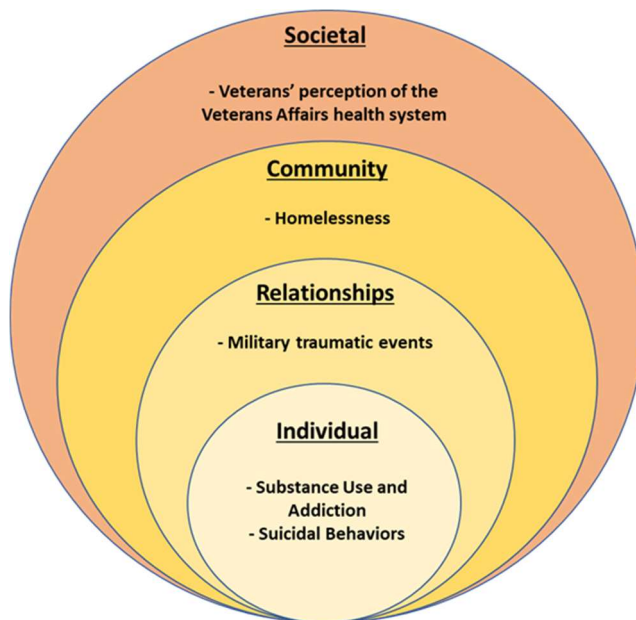 Societal
- Veterans' perception of the
Veterans Affairs health system
Community
- Homelessness
Relationships
- Military traumatic events
Individual
- Substance Use and
Addiction
- Suicidal Behaviors